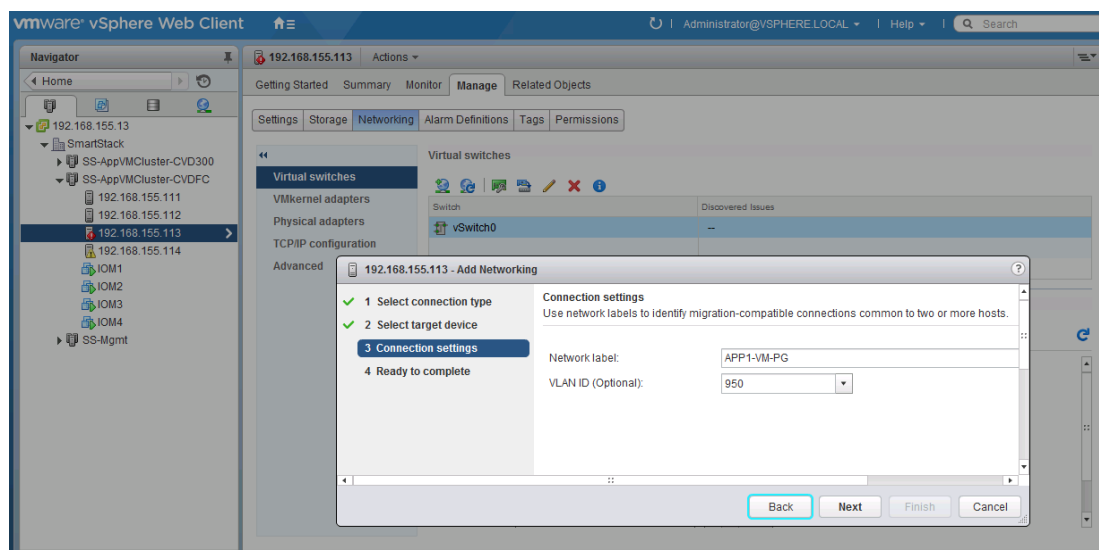 vmware® vSphere Web Client
Administrator@VSPHERE.LOCAL
Help
Search
Navigator
192.168.155.113 Actions
Home
Getting Started Summary Monitor Manage Related Objects
Settings Storage Networking Alarm Definitions Tags Permissions
192.168.155.13
SmartStack
SS-AppVMCluster-CVD300
SS-AppVMCluster-CVDFC
192.168.155.111
192.168.155.112
192.168.155.113
192.168.155.114
IOM1
IOM2
IOM3
IOM4
SS-Mgmt
Virtual switches
VMkernel adapters
Physical adapters
TCP/IP configuration
Advanced
Virtual switches
Switch Discovered Issues
vSwitch0 --
192.168.155.113 - Add Networking
1 Select connection type
2 Select target device
3 Connection settings
4 Ready to complete
Connection settings
Use network labels to identify migration-compatible connections common to two or more hosts.
Network label: APP1-VM-PG
VLAN ID (Optional): 950
Back Next Finish Cancel